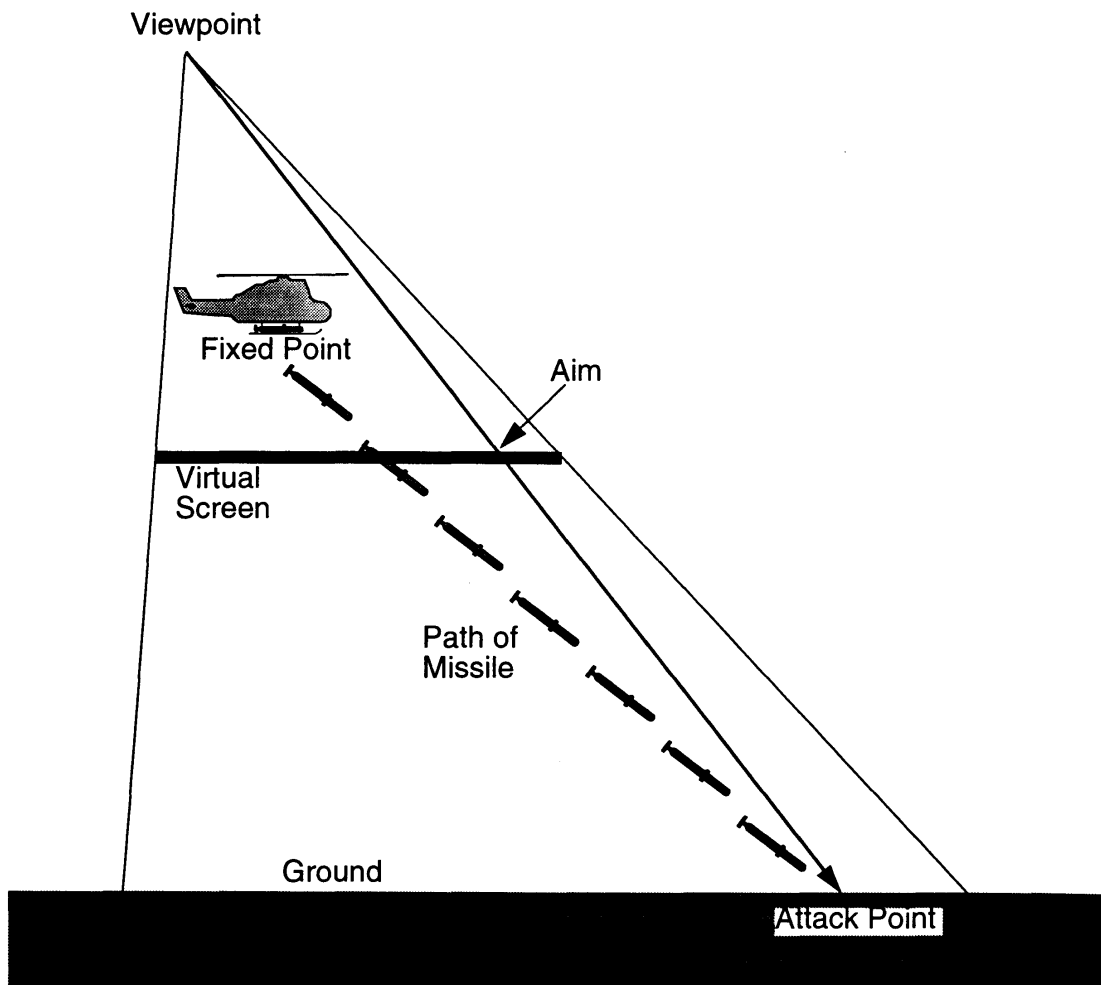 Viewpoint
Fixed Point
Aim
Virtual
Screen
Path of
Missile
Ground
Attack Point